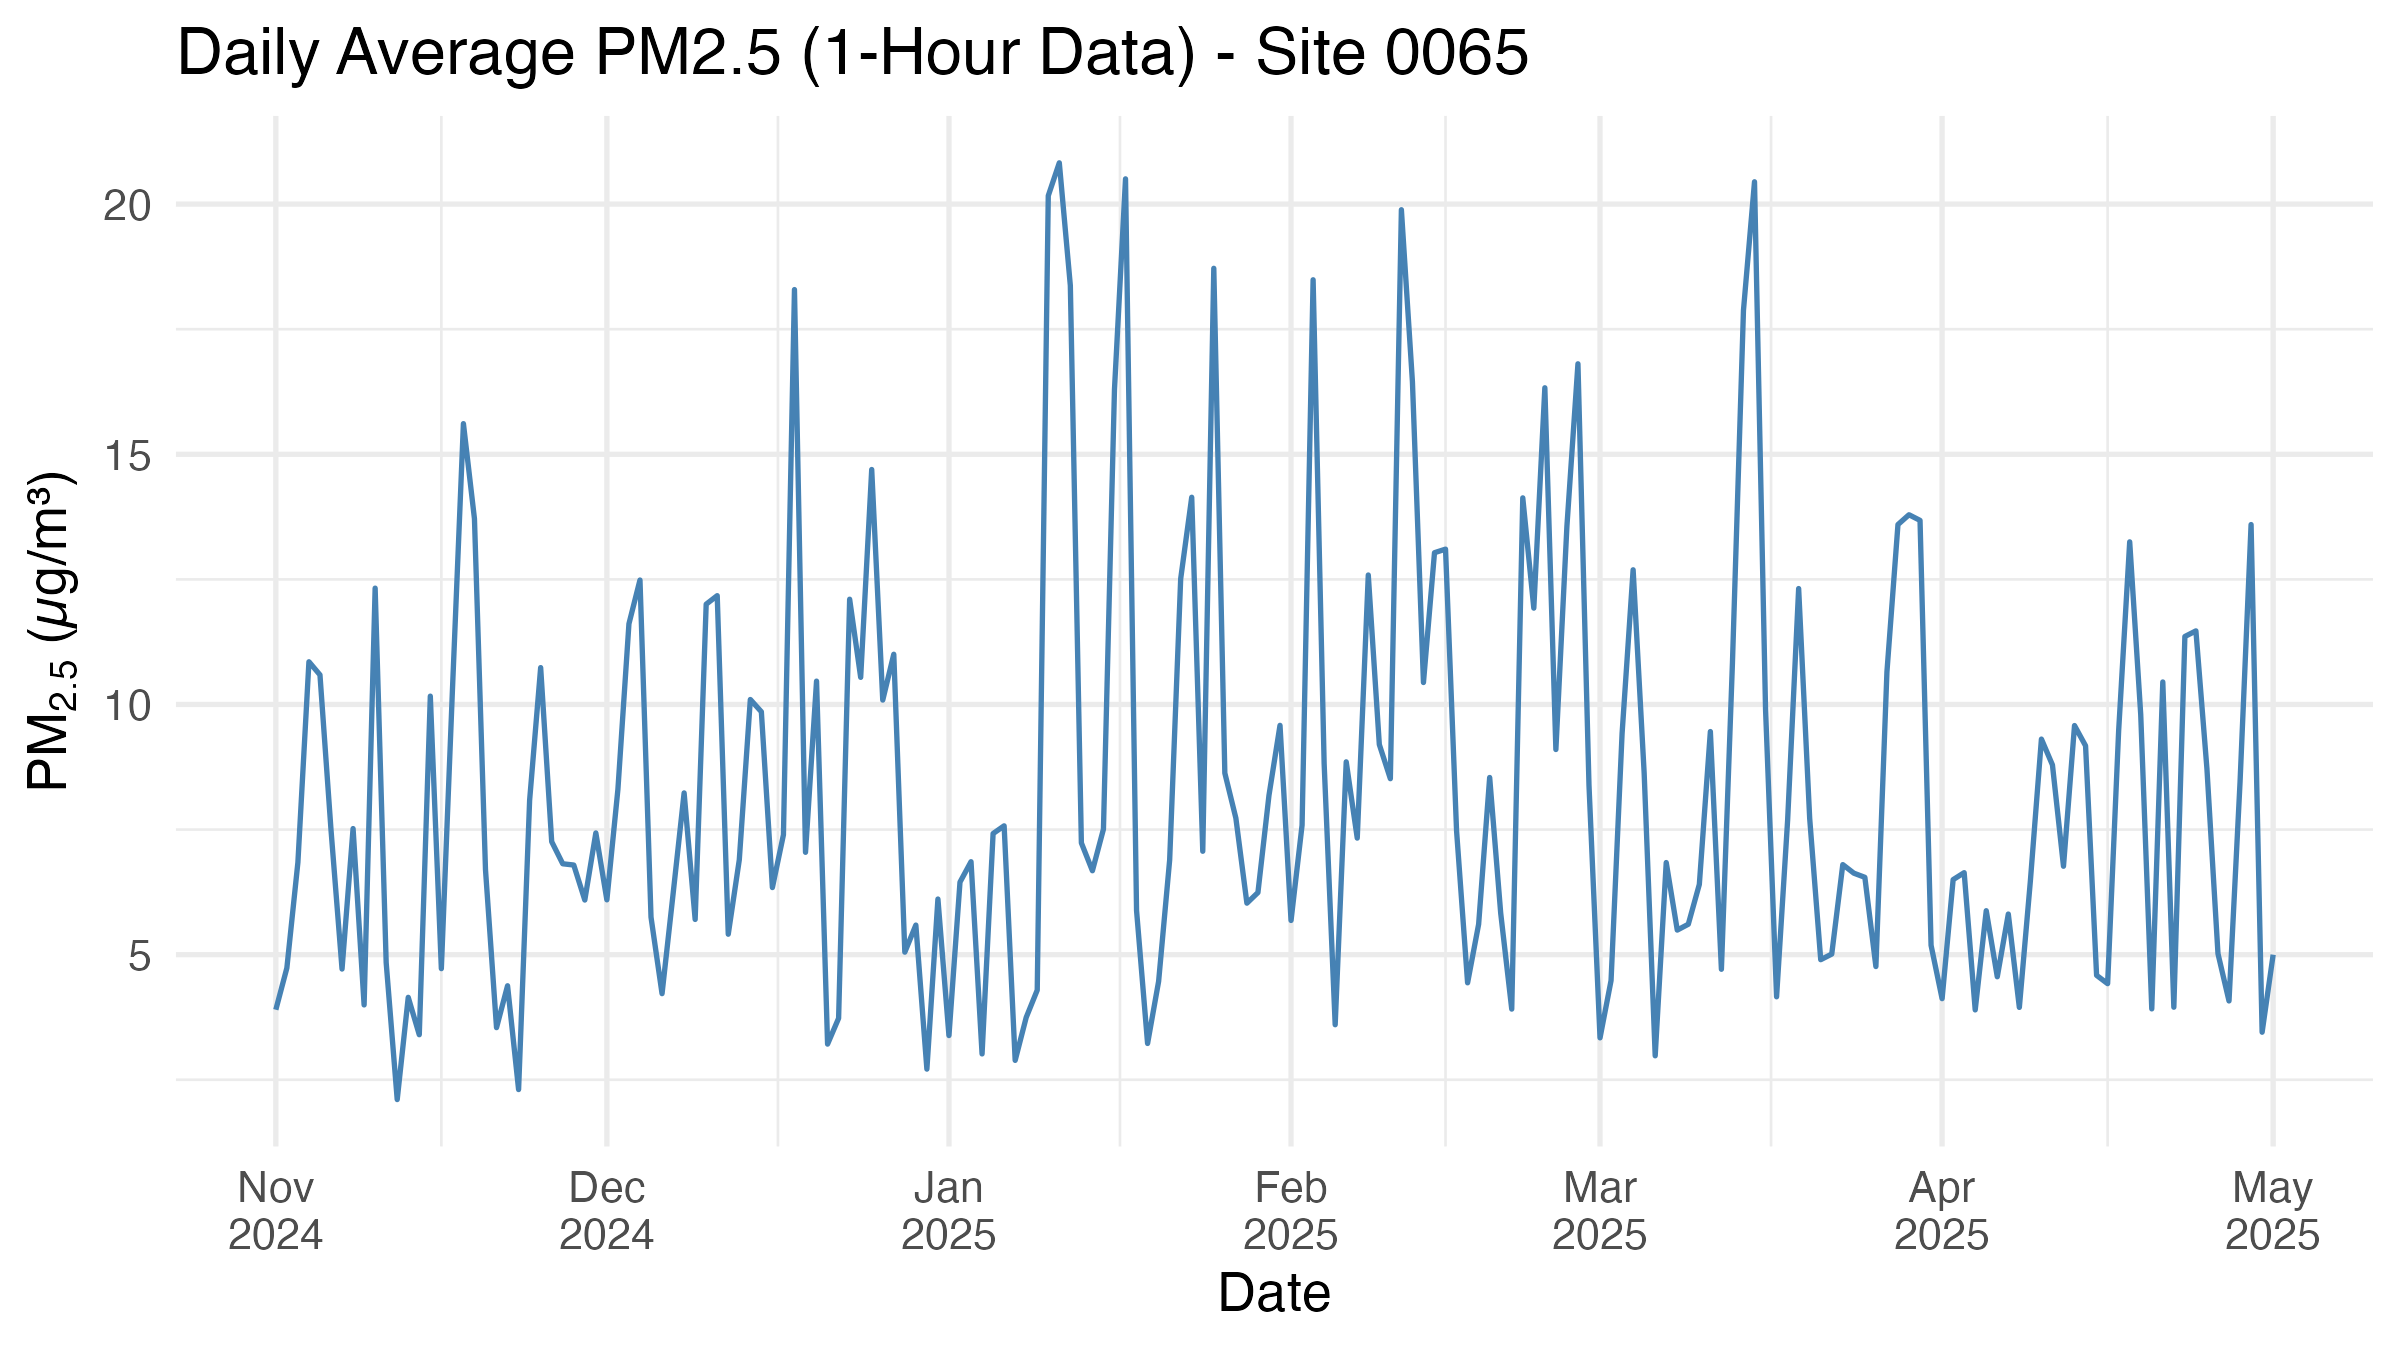 Daily Average PM2.5 (1-Hour Data) - Site 0065
PM₂.₅ (µg/m³)
20
15
10
5
Nov
2024
Dec
2024
Jan
2025
Feb
2025
Mar
2025
Apr
2025
May
2025
Date